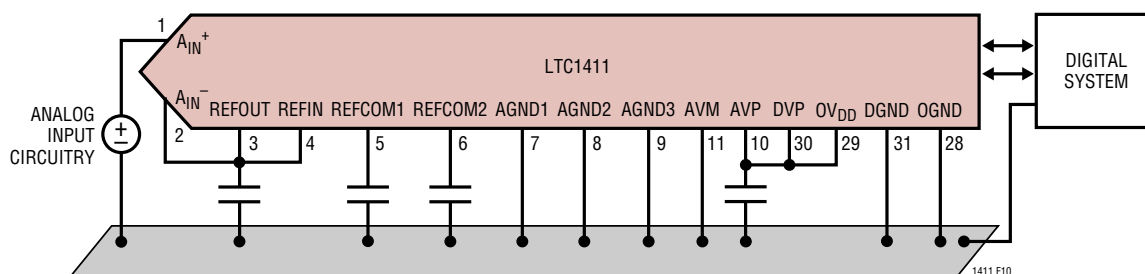 1
A_IN+
LTC1411
DIGITAL
SYSTEM
ANALOG
INPUT
CIRCUITRY
+
–
A_IN–
2
REFOUT REFIN REFCOM1 REFCOM2 AGND1 AGND2 AGND3 AVM AVP DVP OV_DD DGND OGND
3 4 5 6 7 8 9 11 10 30 29 31 28
1411 F10